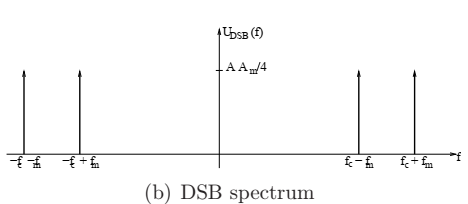 U_DSB (f)
A A_m/4
−f_c −f_m −f_c + f_m f_c − f_m f_c + f_m f
(b) DSB spectrum